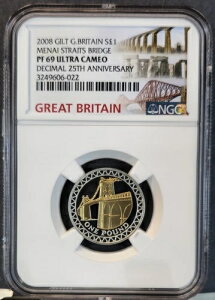 2008 GILT G.BRITAIN S£1
MENAI STRAITS BRIDGE
PF 69 ULTRA CAMEO
DECIMAL 25TH ANNIVERSARY
3249606-022
GREAT BRITAIN
NGC
ONE POUND